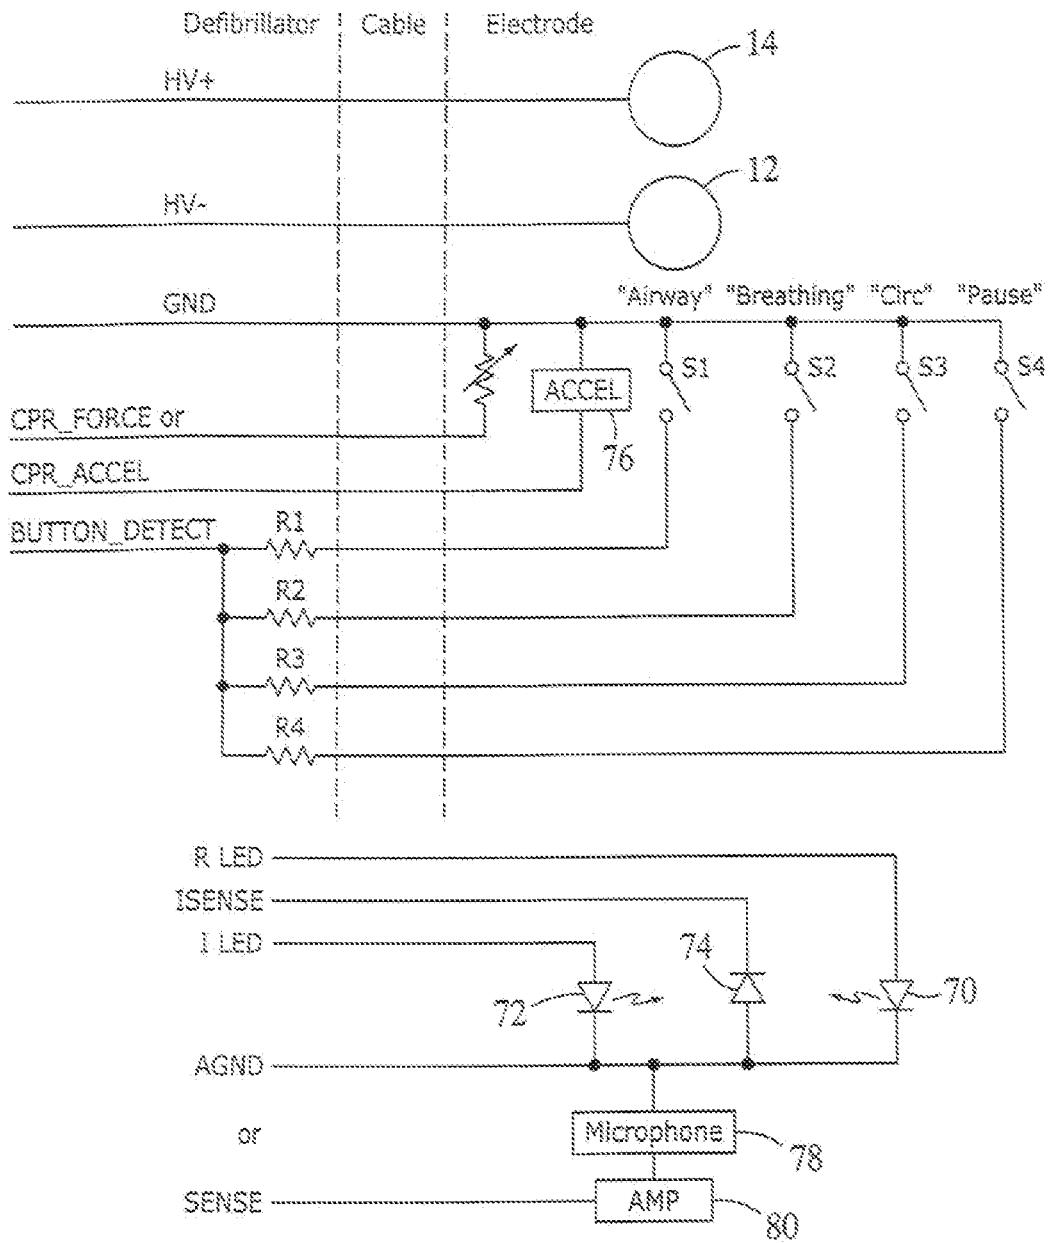 Defibrillator Cable Electrode
14
HV+
12
HV-
"Airway" "Breathing" "Circ" "Pause"
GND
S1 S2 S3 S4
ACCEL
CPR_FORCE or
76
CPR_ACCEL
BUTTON_DETECT
R1
R2
R3
R4
R LED
ISENSE
I LED
74
72
70
AGND
or
Microphone
78
SENSE
AMP
80